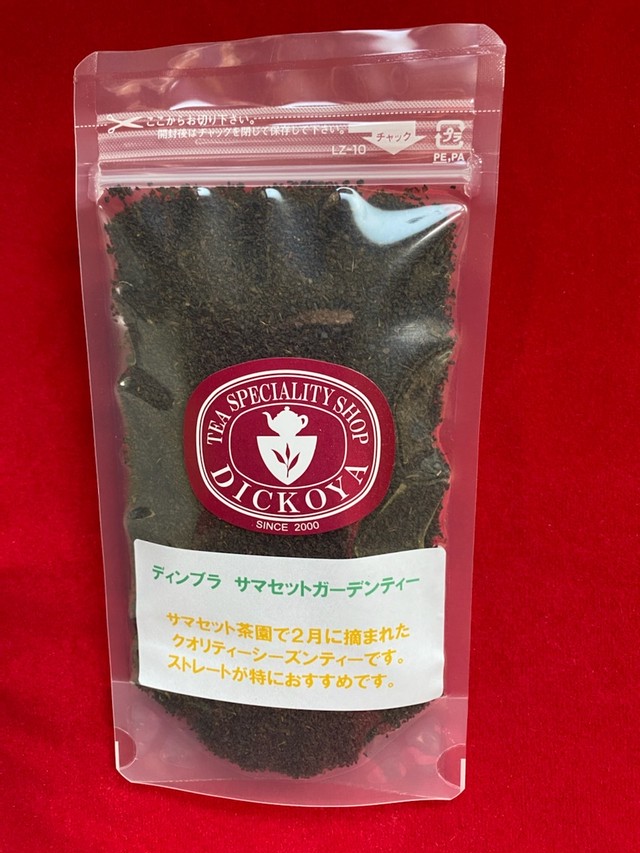 ここからお切り下さい。
開封後はチャックを閉じて保存して下さい。
チャック
プラ
LZ-10
PE,PA
TEA SPECIALITY SHOP
DICKOYA
SINCE 2000
ディンブラ サマセットガーデンティー
サマセット茶園で2月に摘まれた
クオリティーシーズンティーです。
ストレートが特におすすめです。